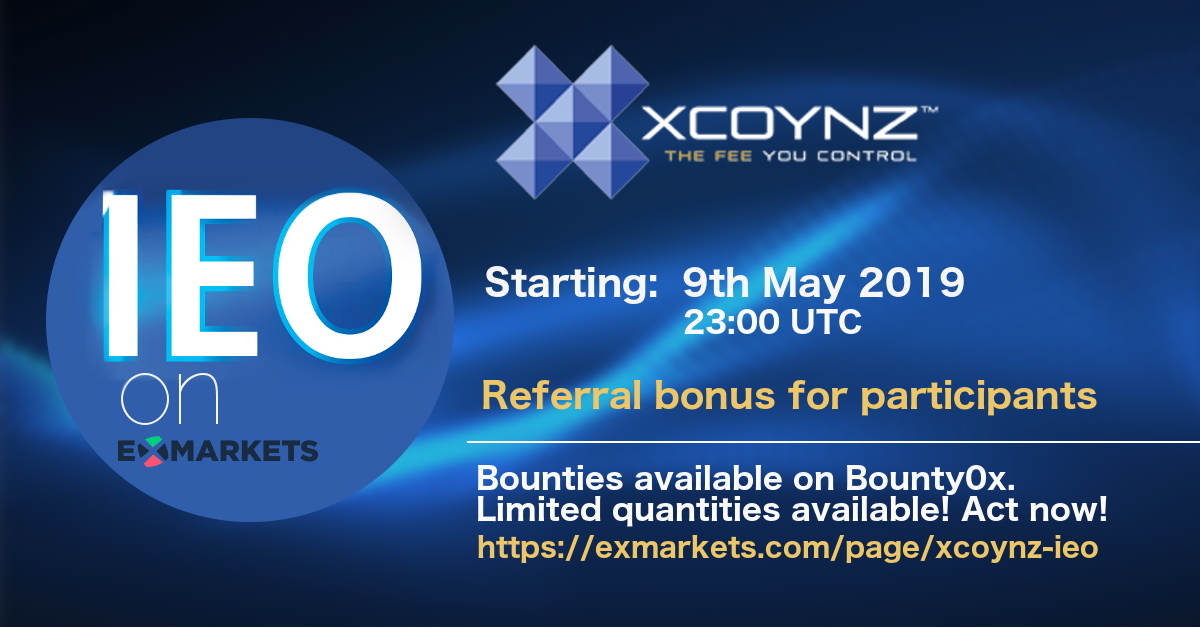 IEO
on
EXMARKETS
XCOYNZ™
THE FEE YOU CONTROL
Starting: 9th May 2019
23:00 UTC
Referral bonus for participants
Bounties available on Bounty0x.
Limited quantities available! Act now!
https://exmarkets.com/page/xcoynz-ieo